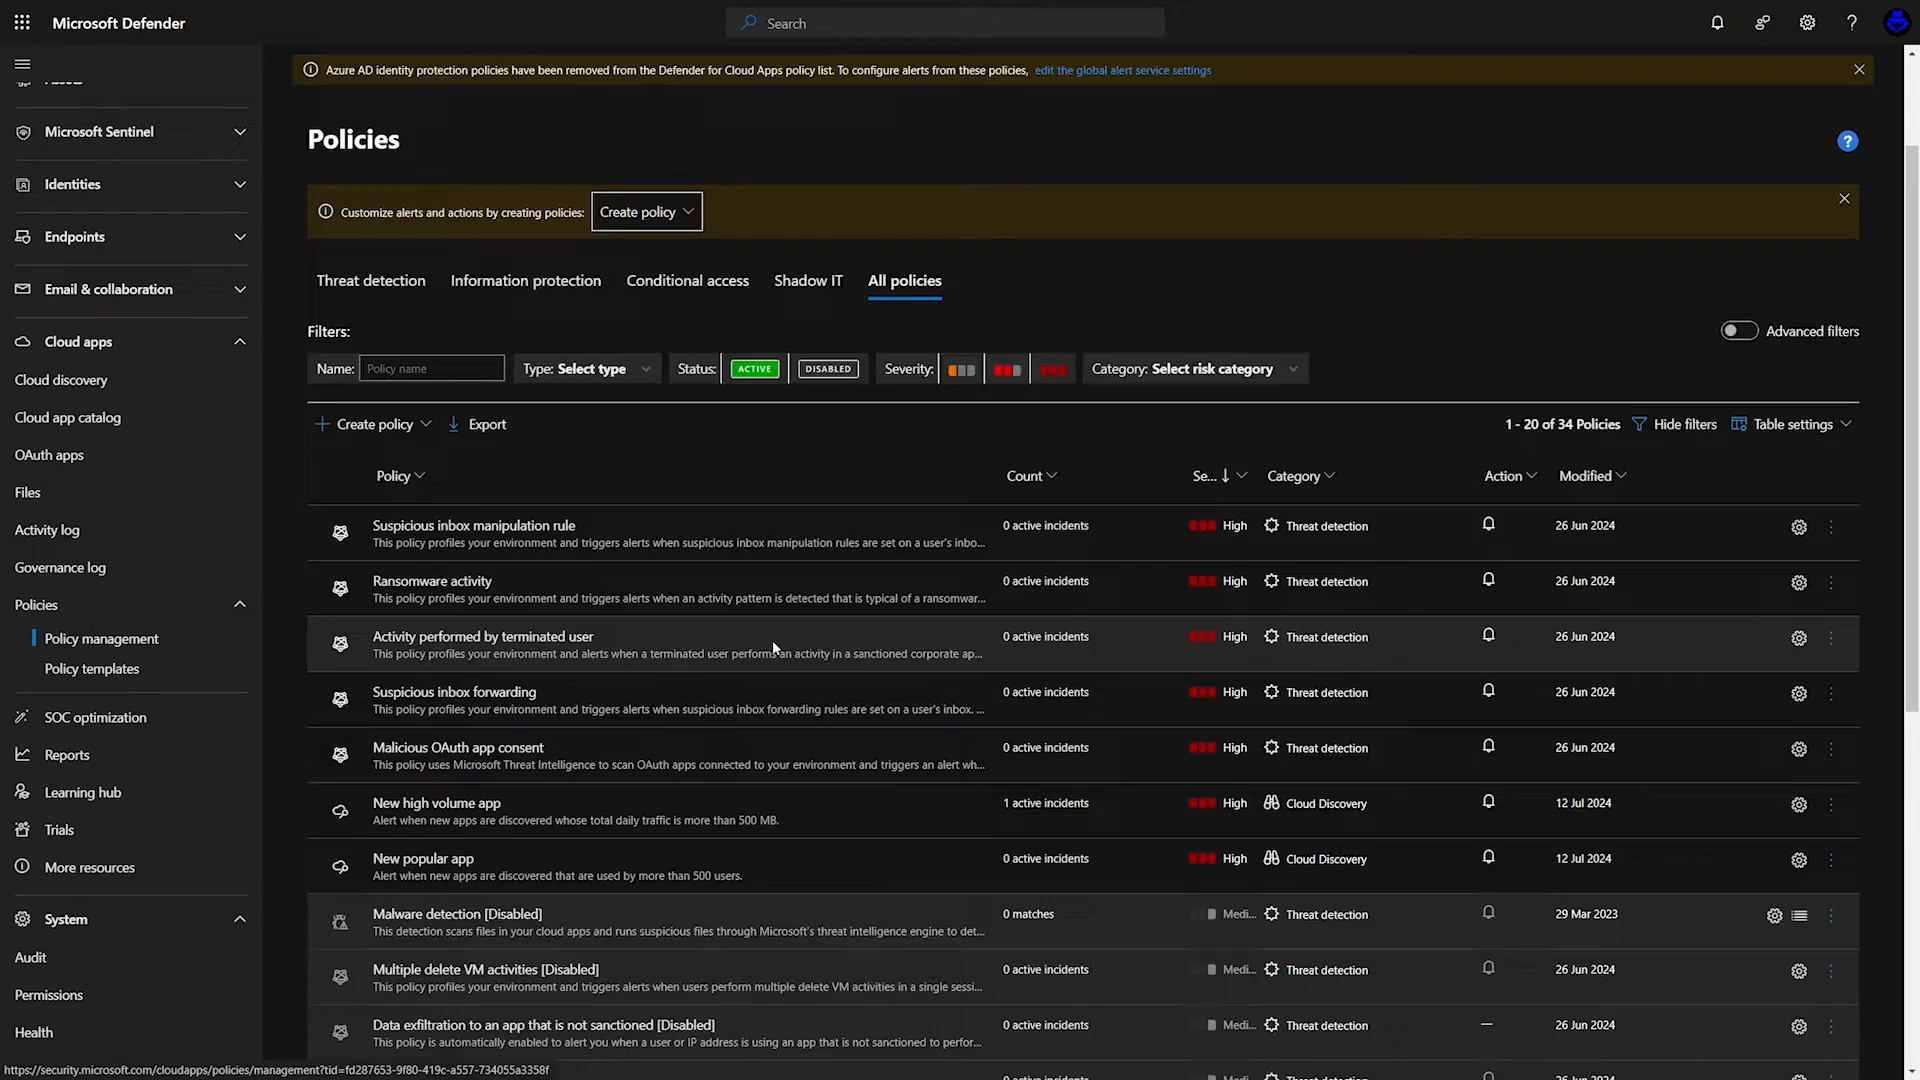 Microsoft Defender
Search
Azure AD identity protection policies have been removed from the Defender for Cloud Apps policy list. To configure alerts from these policies, edit the global alert service settings
Policies
Customize alerts and actions by creating policies: Create policy
Threat detection Information protection Conditional access Shadow IT All policies
Filters:
Advanced filters
Name: Policy name Type: Select type Status: ACTIVE DISABLED Severity: Category: Select risk category
Create policy Export 1 - 20 of 34 Policies Hide filters Table settings
Policy Count Se... Category Action Modified
Suspicious inbox manipulation rule 0 active incidents High Threat detection 26 Jun 2024
This policy profiles your environment and triggers alerts when suspicious inbox manipulation rules are set on a user's inbo...
Ransomware activity 0 active incidents High Threat detection 26 Jun 2024
This policy profiles your environment and triggers alerts when an activity pattern is detected that is typical of a ransomwar...
Activity performed by terminated user 0 active incidents High Threat detection 26 Jun 2024
This policy profiles your environment and alerts when a terminated user performs an activity in a sanctioned corporate ap...
Suspicious inbox forwarding 0 active incidents High Threat detection 26 Jun 2024
This policy profiles your environment and triggers alerts when suspicious inbox forwarding rules are set on a user's inbox. ...
Malicious OAuth app consent 0 active incidents High Threat detection 26 Jun 2024
This policy uses Microsoft Threat Intelligence to scan OAuth apps connected to your environment and triggers an alert wh...
New high volume app 1 active incidents High Cloud Discovery 12 Jul 2024
Alert when new apps are discovered whose total daily traffic is more than 500 MB.
New popular app 0 active incidents High Cloud Discovery 12 Jul 2024
Alert when new apps are discovered that are used by more than 500 users.
Malware detection [Disabled] 0 matches Medi... Threat detection 29 Mar 2023
This detection scans files in your cloud apps and runs suspicious files through Microsoft's threat intelligence engine to det...
Multiple delete VM activities [Disabled] 0 active incidents Medi... Threat detection 26 Jun 2024
This policy profiles your environment and triggers alerts when users perform multiple delete VM activities in a single sessi...
Data exfiltration to an app that is not sanctioned [Disabled] 0 active incidents Medi... Threat detection 26 Jun 2024
This policy is automatically enabled to alert you when a user or IP address is using an app that is not sanctioned to perfor...
Microsoft Sentinel
Identities
Endpoints
Email & collaboration
Cloud apps
Cloud discovery
Cloud app catalog
OAuth apps
Files
Activity log
Governance log
Policies
Policy management
Policy templates
SOC optimization
Reports
Learning hub
Trials
More resources
System
Audit
Permissions
Health
https://security.microsoft.com/cloudapps/policies/management?tid=fd287653-9f80-419c-a557-734055a3358f